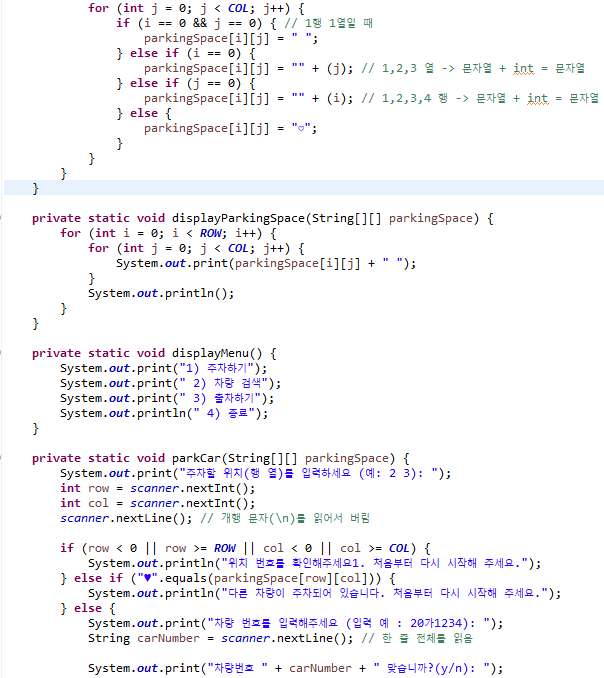 for (int j = 0; j < COL; j++) {
if (i == 0 && j == 0) { // 1행 1열일 때
parkingSpace[i][j] = " ";
} else if (i == 0) {
parkingSpace[i][j] = "" + (j); // 1,2,3 열 -> 문자열 + int = 문자열
} else if (j == 0) {
parkingSpace[i][j] = "" + (i); // 1,2,3,4 행 -> 문자열 + int = 문자열
} else {
parkingSpace[i][j] = "♡";
}
}
}
}
private static void displayParkingSpace(String[][] parkingSpace) {
for (int i = 0; i < ROW; i++) {
for (int j = 0; j < COL; j++) {
System.out.print(parkingSpace[i][j] + " ");
}
System.out.println();
}
}
private static void displayMenu() {
System.out.print("1) 주차하기");
System.out.print(" 2) 차량 검색");
System.out.print(" 3) 출차하기");
System.out.println(" 4) 종료");
}
private static void parkCar(String[][] parkingSpace) {
System.out.print("주차할 위치(행 열)를 입력하세요 (예: 2 3): ");
int row = scanner.nextInt();
int col = scanner.nextInt();
scanner.nextLine(); // 개행 문자(\n)를 읽어서 버림
if (row < 0 || row >= ROW || col < 0 || col >= COL) {
System.out.println("위치 번호를 확인해주세요1. 처음부터 다시 시작해 주세요.");
} else if ("♥".equals(parkingSpace[row][col])) {
System.out.println("다른 차량이 주차되어 있습니다. 처음부터 다시 시작해 주세요.");
} else {
System.out.print("차량 번호를 입력해주세요 (입력 예 : 20가1234): ");
String carNumber = scanner.nextLine(); // 한 줄 전체를 읽음
System.out.print("차량번호 " + carNumber + " 맞습니까?(y/n): ");